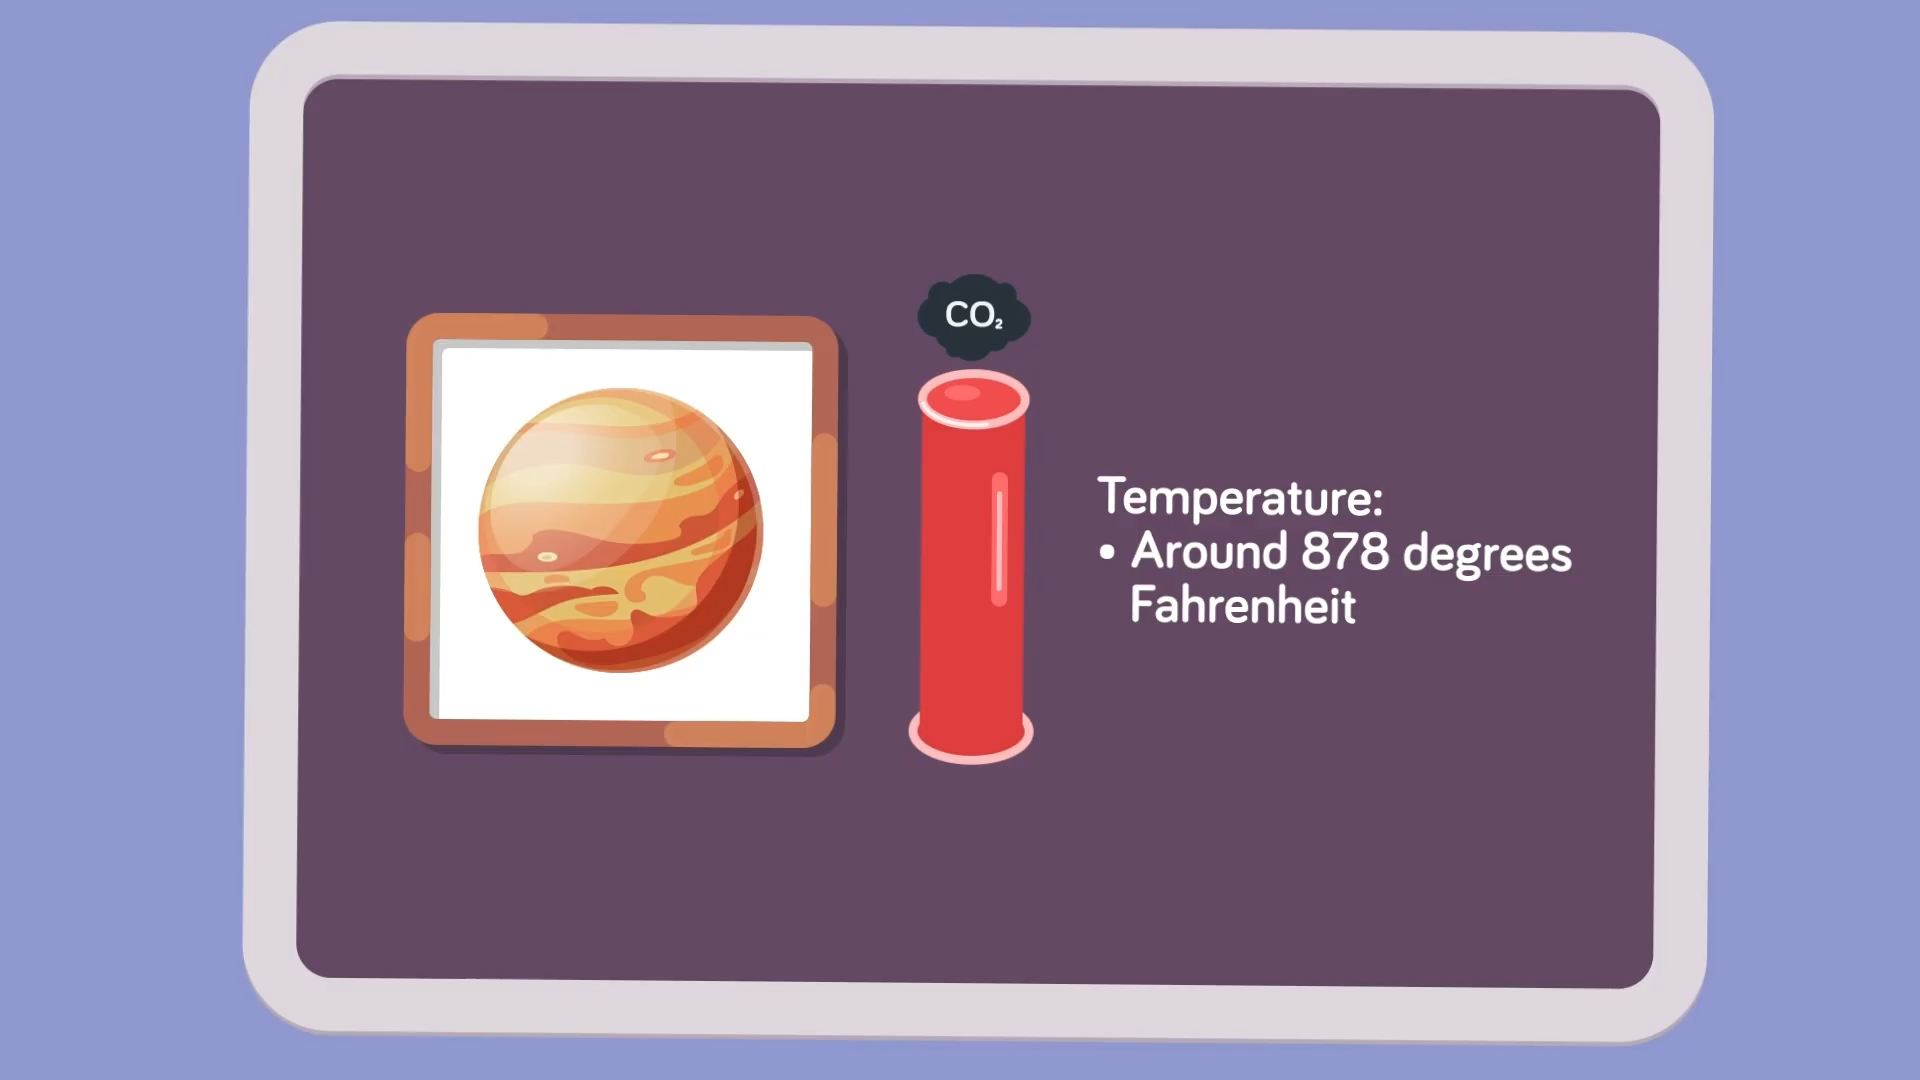 CO₂
Temperature:
• Around 878 degrees
Fahrenheit